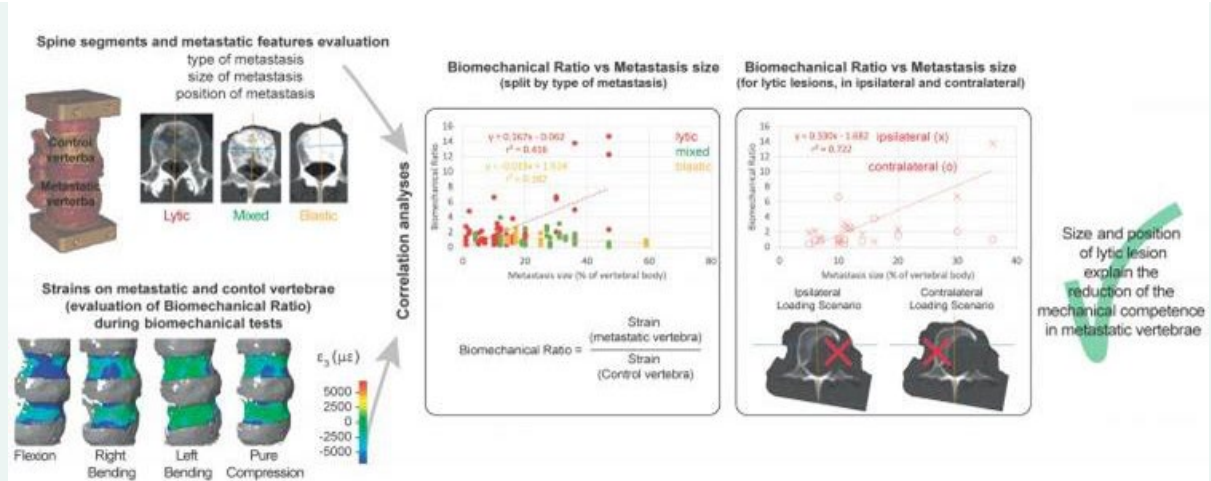 Spine segments and metastatic features evaluation
type of metastasis
size of metastasis
position of metastasis
Control
verterba
Metastatic
vertebra
Lytic
Mixed
Blastic
Strains on metastatic and contol vertebrae
(evaluation of Biomechanical Ratio)
during biomechanical tests
ε₃ (με)
5000
2500
0
-2500
-5000
Flexion
Right
Bending
Left
Bending
Pure
Compression
Correlation analyses
Biomechanical Ratio vs Metastasis size
(split by type of metastasis)
Biomechanical Ratio
16
14
12
10
8
6
4
2
0
0
20
40
60
80
Metastasis size (% of vertebral body)
y = 0.167x - 0.062
r² = 0.416
r² = 0.162
lytic
mixed
blastic
Biomechanical Ratio =
Strain
(metastatic vertebra)
Strain
(Control vertebra)
Biomechanical Ratio vs Metastasis size
(for lytic lesions, in ipsilateral and contralateral)
Biomechanical Ratio
16
14
12
10
8
6
4
2
0
0
10
20
30
40
Metastasis size (% of vertebral body)
y = 0.330x - 1.682
r² = 0.722
ipsilateral (x)
contralateral (o)
Ipsilateral
Loading Scenario
Contralateral
Loading Scenario
Size and position
of lytic lesion
explain the
reduction of the
mechanical competence
in metastatic vertebrae